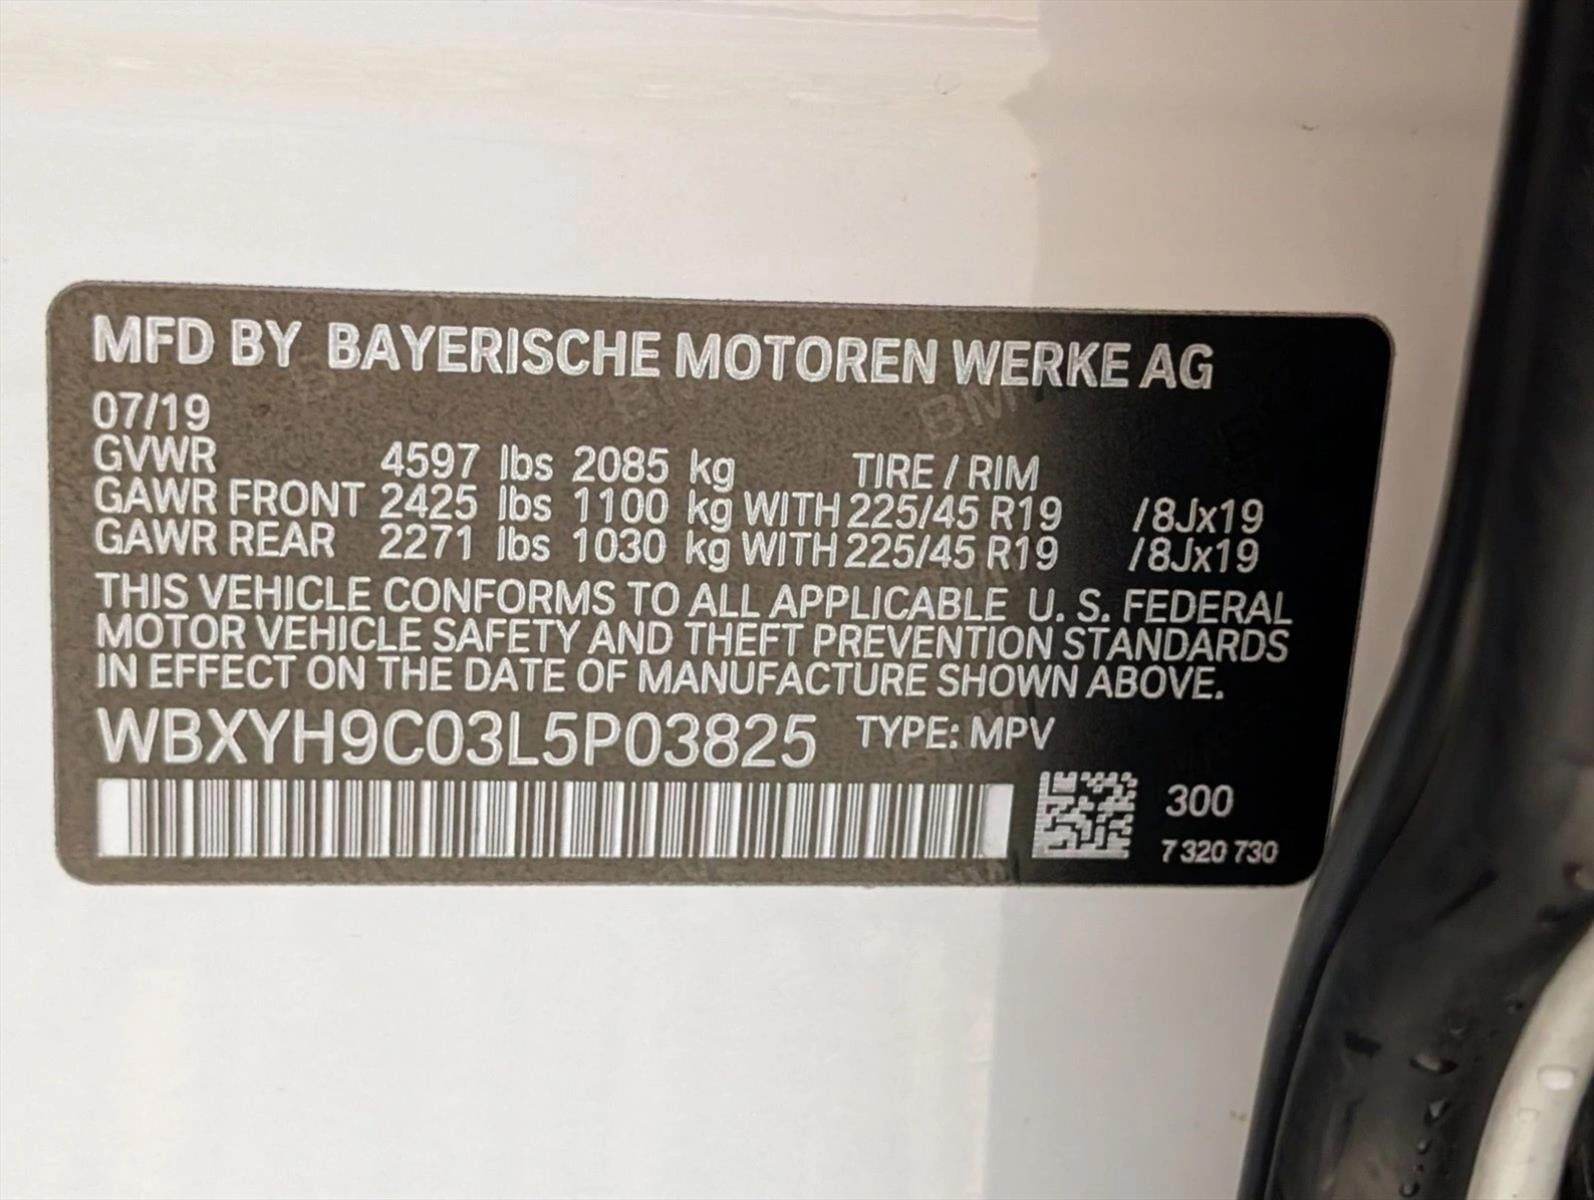 MFD BY BAYERISCHE MOTOREN WERKE AG
07/19
GVWR 4597 lbs 2085 kg TIRE / RIM
GAWR FRONT 2425 lbs 1100 kg WITH 225/45 R19 /8Jx19
GAWR REAR 2271 lbs 1030 kg WITH 225/45 R19 /8Jx19
THIS VEHICLE CONFORMS TO ALL APPLICABLE U. S. FEDERAL
MOTOR VEHICLE SAFETY AND THEFT PREVENTION STANDARDS
IN EFFECT ON THE DATE OF MANUFACTURE SHOWN ABOVE.
WBXYH9C03L5P03825 TYPE: MPV
300
7 320 730